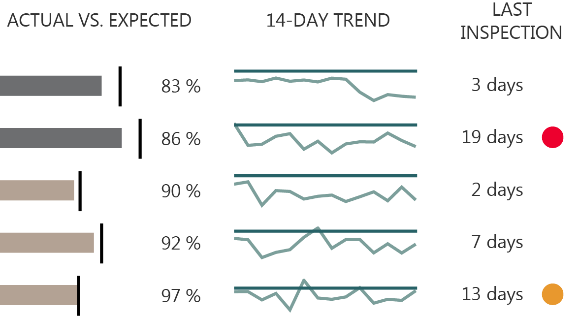 ACTUAL VS. EXPECTED 14-DAY TREND LAST
INSPECTION
83 % 3 days
86 % 19 days
90 % 2 days
92 % 7 days
97 % 13 days